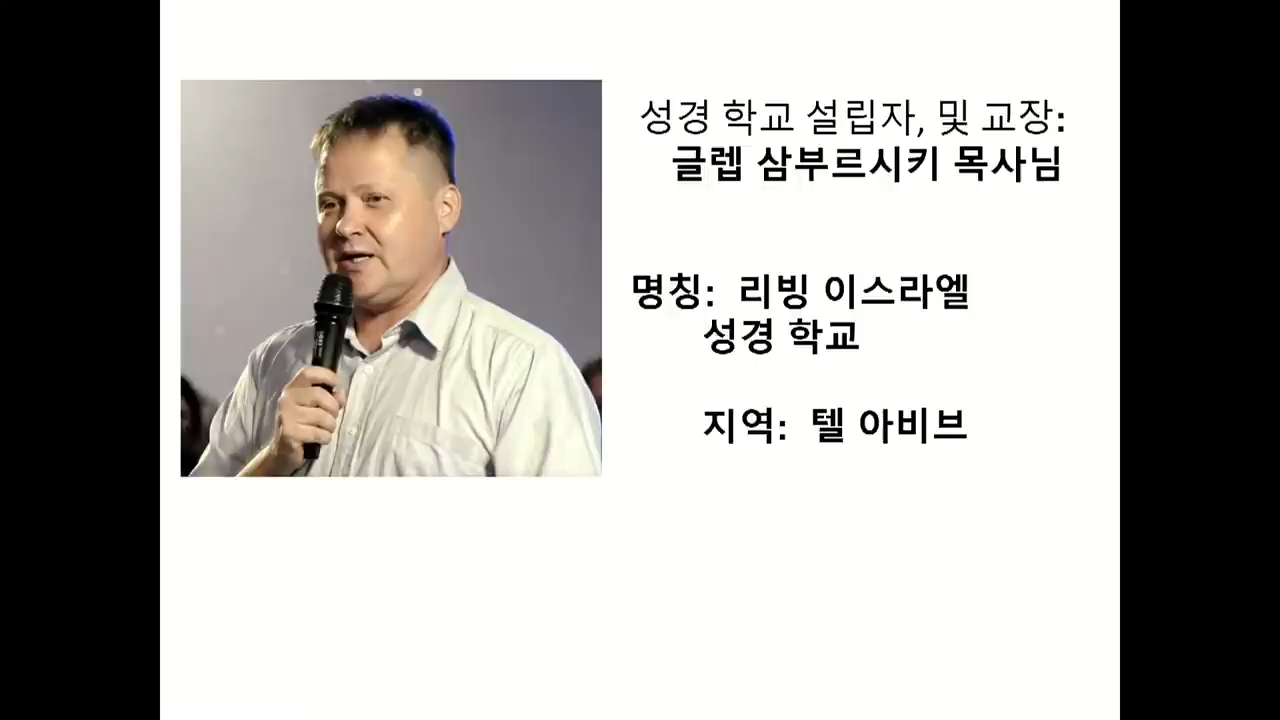 성경 학교 설립자, 및 교장:
글렙 삼부르시키 목사님
명칭: 리빙 이스라엘
성경 학교
지역: 텔 아비브